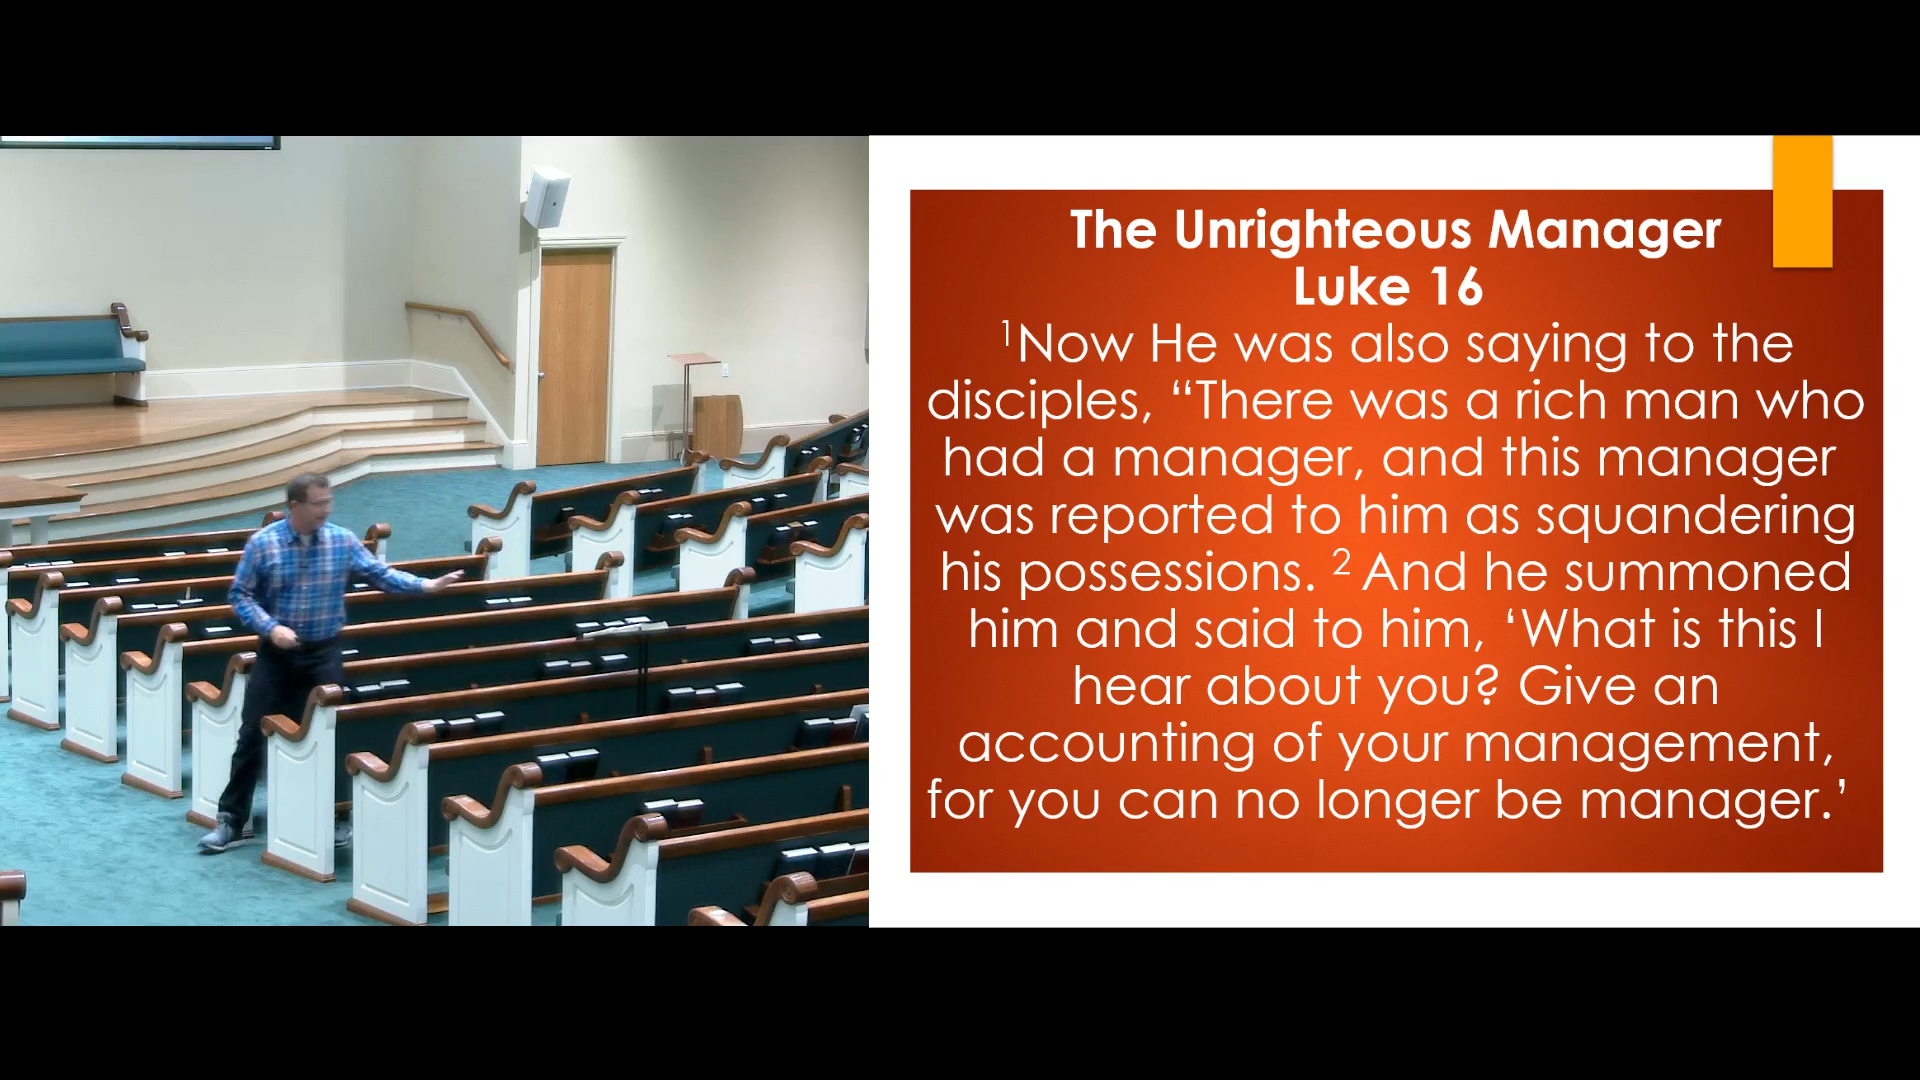 The Unrighteous Manager
Luke 16
¹Now He was also saying to the
disciples, “There was a rich man who
had a manager, and this manager
was reported to him as squandering
his possessions. ² And he summoned
him and said to him, ‘What is this I
hear about you? Give an
accounting of your management,
for you can no longer be manager.’